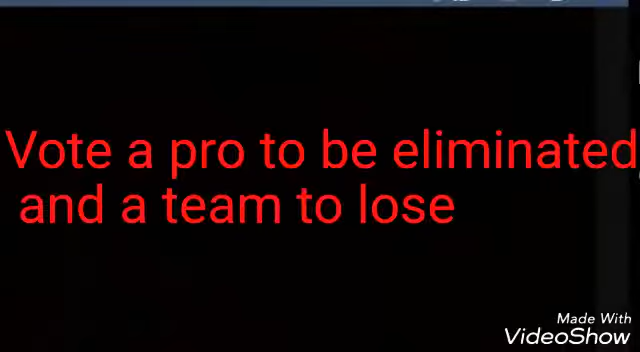 Vote a pro to be eliminated
and a team to lose
Made With
VideoShow